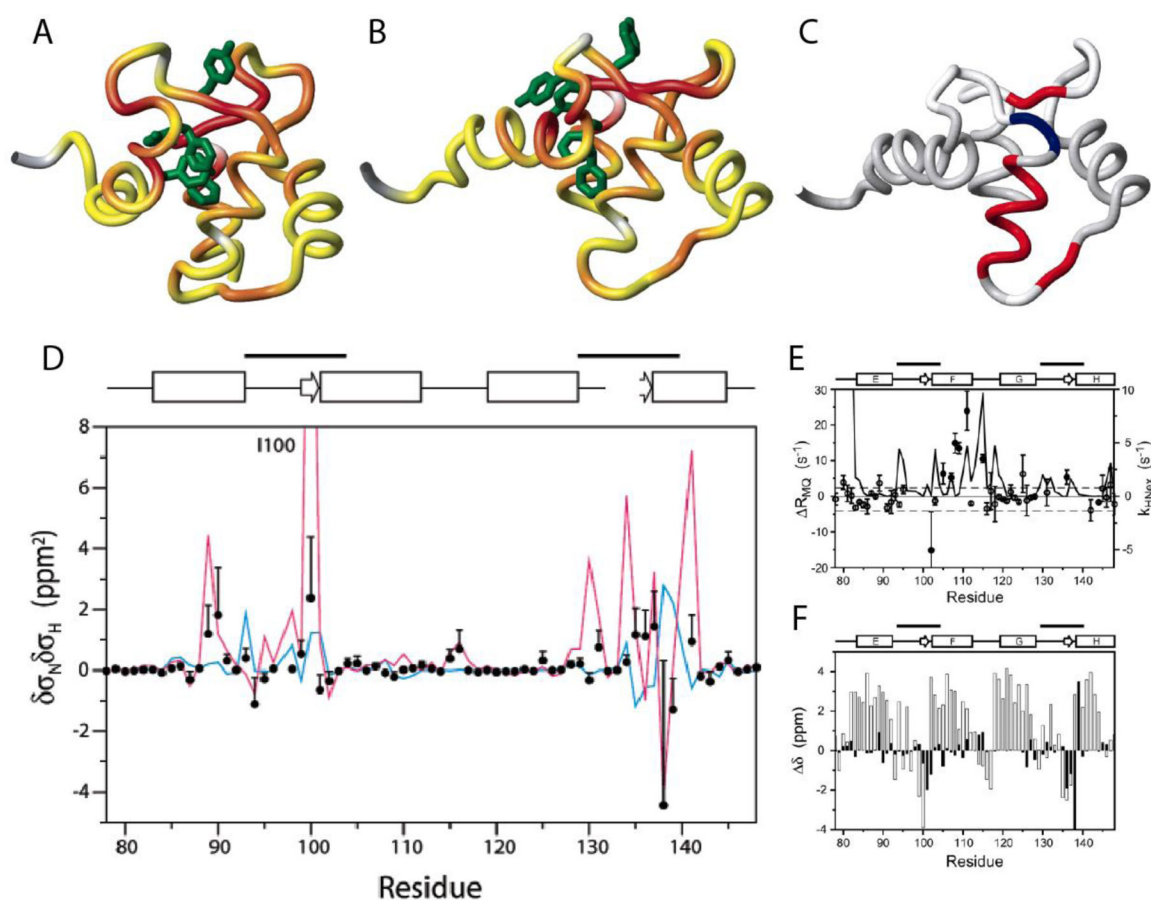 A
B
C
D
I100
8
6
4
2
0
-2
-4
δσNδσH (ppm²)
80 90 100 110 120 130 140
Residue
E
E F G H
30
20
10
0
-10
-20
ΔRMQ (s⁻¹)
10
5
0
-5
kHNex (s⁻¹)
80 90 100 110 120 130 140
Residue
F
E F G H
4
2
0
-2
-4
Δδ (ppm)
80 90 100 110 120 130 140
Residue